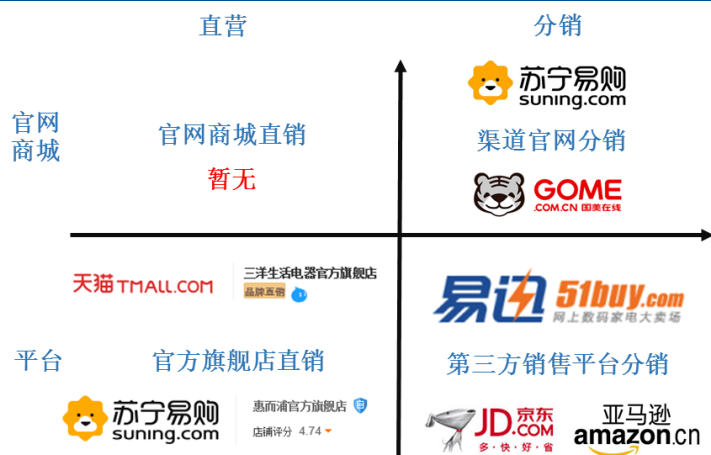 直营
分销
苏宁易购
suning.com
官网
商城
官网商城直销
暂无
渠道官网分销
GOME
.COM.CN 国美在线
天猫 TMALL.COM
三洋生活电器官方旗舰店
品牌直销
易迅 51buy.com
网上数码家电大卖场
平台
官方旗舰店直销
第三方销售平台分销
苏宁易购
suning.com
惠而浦官方旗舰店
店铺评分 4.74
JD.COM 京东
多·快·好·省
亚马逊
amazon.cn